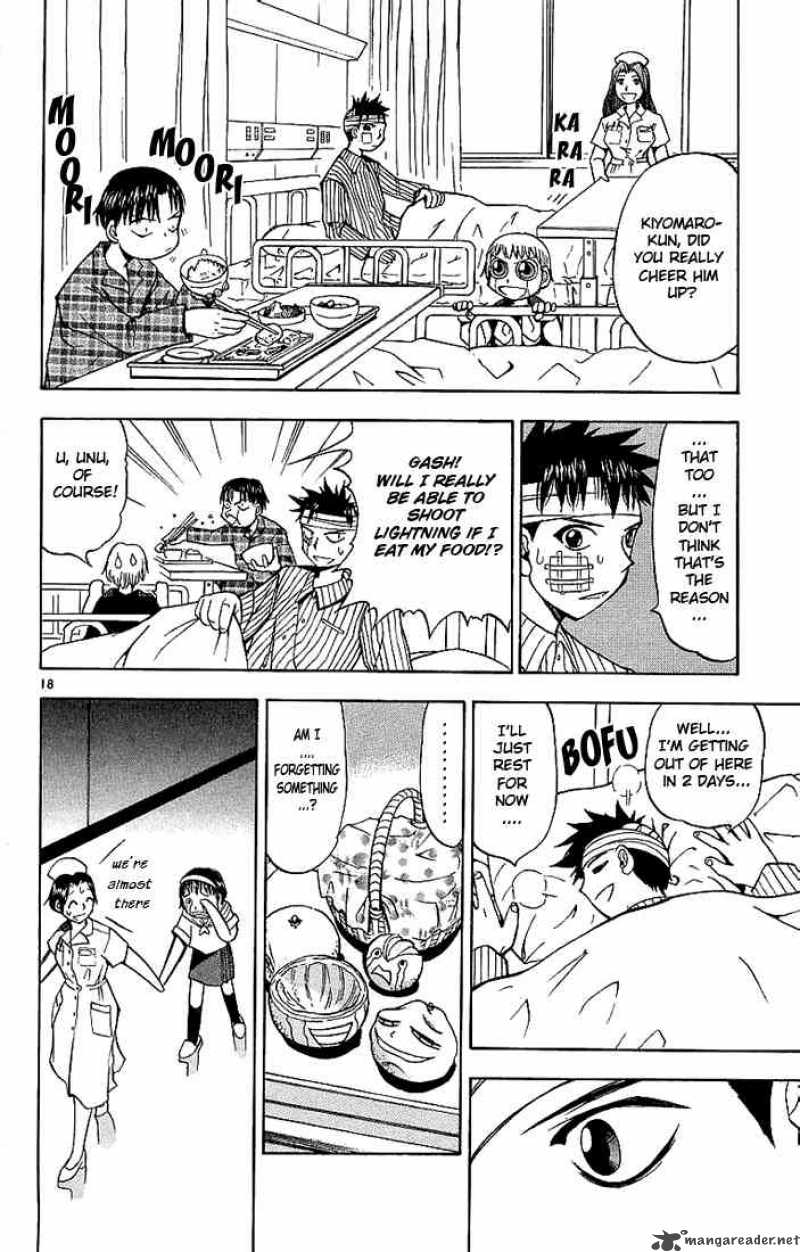 KIYOMARO-
KUN, DID
YOU REALLY
CHEER HIM
UP?
KA
RA
RA
MOORI
MOORI
...
THAT
TOO
...
BUT I
DON'T
THINK
THAT'S
THE
REASON
...
GASH!
WILL I REALLY
BE ABLE TO
SHOOT
LIGHTNING IF I
EAT MY FOOD!?
U, UNU,
OF
COURSE!
18
WELL...
I'M GETTING
OUT OF HERE
IN 2 DAYS...
BOFU
I'LL
JUST
REST
FOR
NOW
....
.........
AM I
....
FORGETTING
SOMETHING
...?
we're
almost
there
mangareader.net